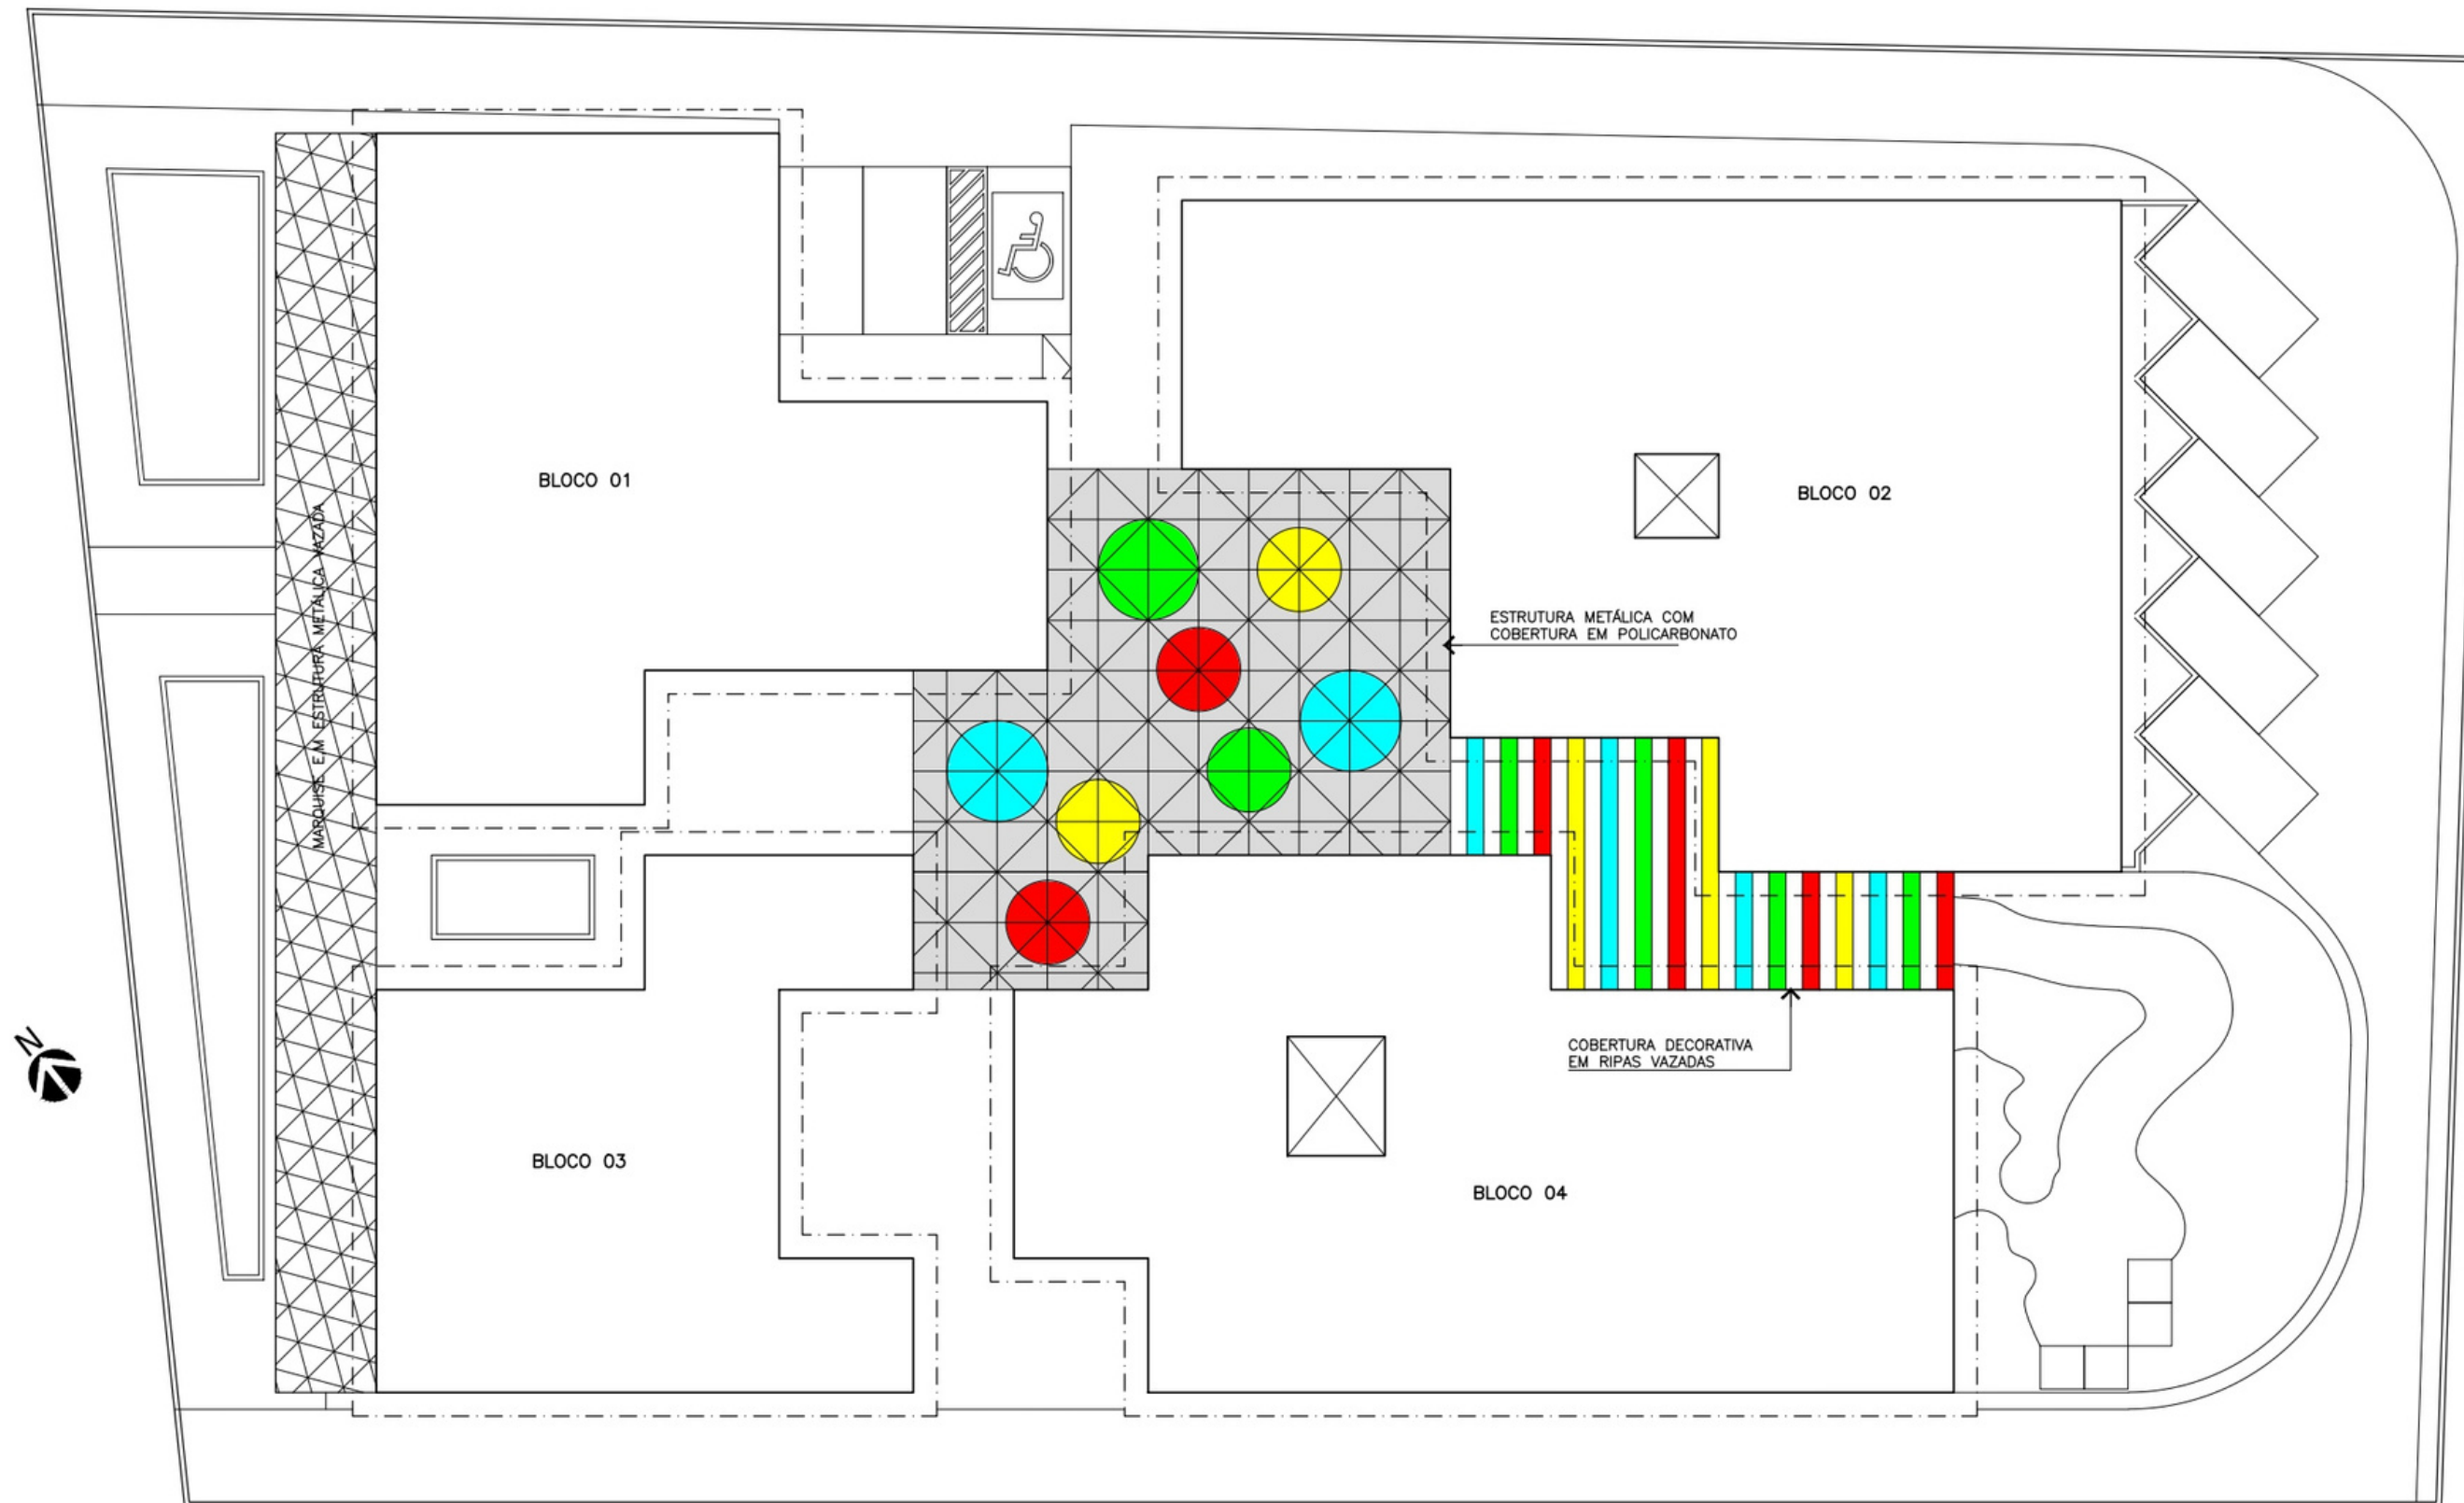 BLOCO 01
BLOCO 02
MARQUISE EM ESTRUTURA METÁLICA VAZADA
ESTRUTURA METÁLICA COM
COBERTURA EM POLICARBONATO
COBERTURA DECORATIVA
EM RIPAS VAZADAS
N
BLOCO 03
BLOCO 04